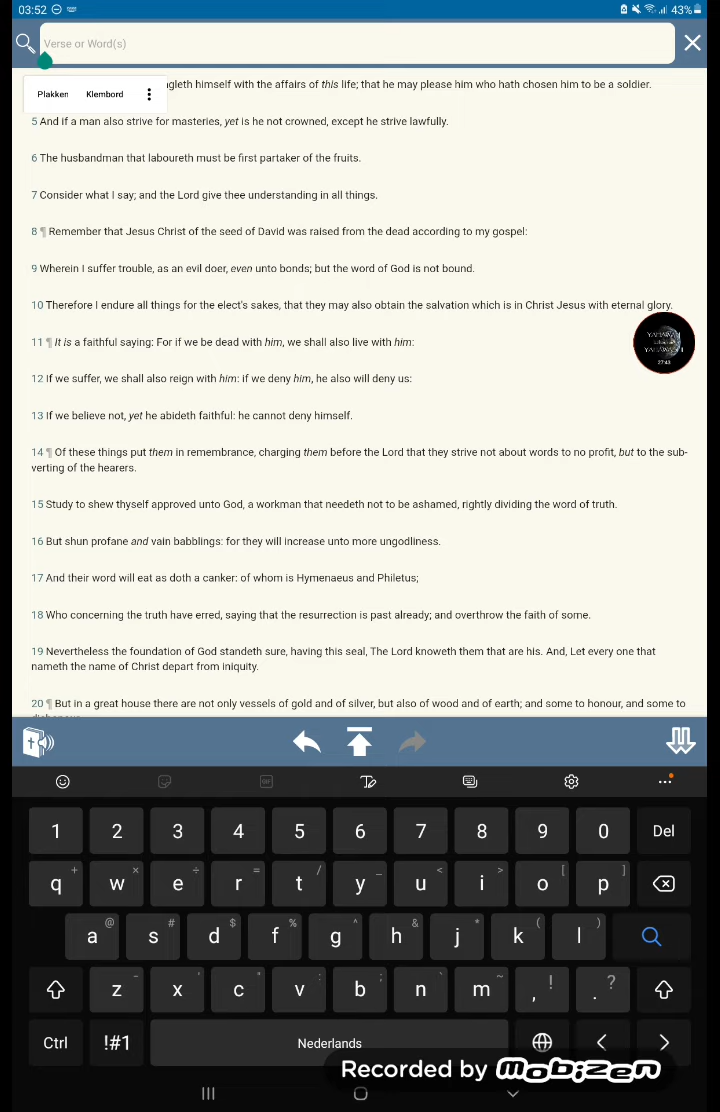 03:52
43%
Verse or Word(s)
Plakken Klembord
ngleth himself with the affairs of this life; that he may please him who hath chosen him to be a soldier.
5 And if a man also strive for masteries, yet is he not crowned, except he strive lawfully.
6 The husbandman that laboureth must be first partaker of the fruits.
7 Consider what I say; and the Lord give thee understanding in all things.
8 ¶ Remember that Jesus Christ of the seed of David was raised from the dead according to my gospel:
9 Wherein I suffer trouble, as an evil doer, even unto bonds; but the word of God is not bound.
10 Therefore I endure all things for the elect's sakes, that they may also obtain the salvation which is in Christ Jesus with eternal glory.
11 ¶ It is a faithful saying: For if we be dead with him, we shall also live with him:
12 If we suffer, we shall also reign with him: if we deny him, he also will deny us:
13 If we believe not, yet he abideth faithful: he cannot deny himself.
14 ¶ Of these things put them in remembrance, charging them before the Lord that they strive not about words to no profit, but to the sub-
verting of the hearers.
15 Study to shew thyself approved unto God, a workman that needeth not to be ashamed, rightly dividing the word of truth.
16 But shun profane and vain babblings: for they will increase unto more ungodliness.
17 And their word will eat as doth a canker: of whom is Hymenaeus and Philetus;
18 Who concerning the truth have erred, saying that the resurrection is past already; and overthrow the faith of some.
19 Nevertheless the foundation of God standeth sure, having this seal, The Lord knoweth them that are his. And, Let every one that
nameth the name of Christ depart from iniquity.
20 ¶ But in a great house there are not only vessels of gold and of silver, but also of wood and of earth; and some to honour, and some to
27:43
GIF
1 2 3 4 5 6 7 8 9 0 Del
q w e r t y u i o p
a s d f g h j k l
z x c v b n m , ! . ?
Ctrl !#1 Nederlands
Recorded by mobizen